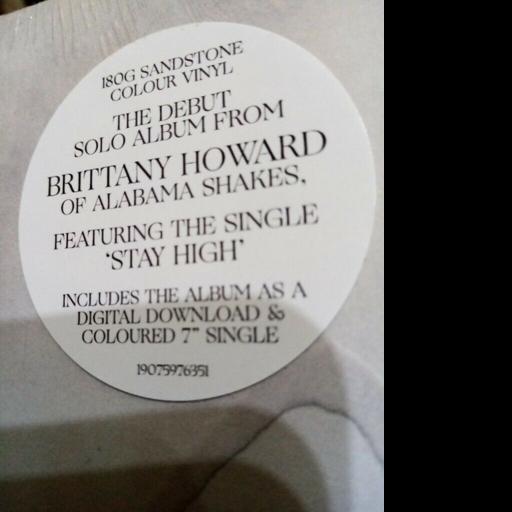 180G SANDSTONE
COLOUR VINYL
THE DEBUT
SOLO ALBUM FROM
BRITTANY HOWARD
OF ALABAMA SHAKES,
FEATURING THE SINGLE
'STAY HIGH'
INCLUDES THE ALBUM AS A
DIGITAL DOWNLOAD &
COLOURED 7" SINGLE
19075976351